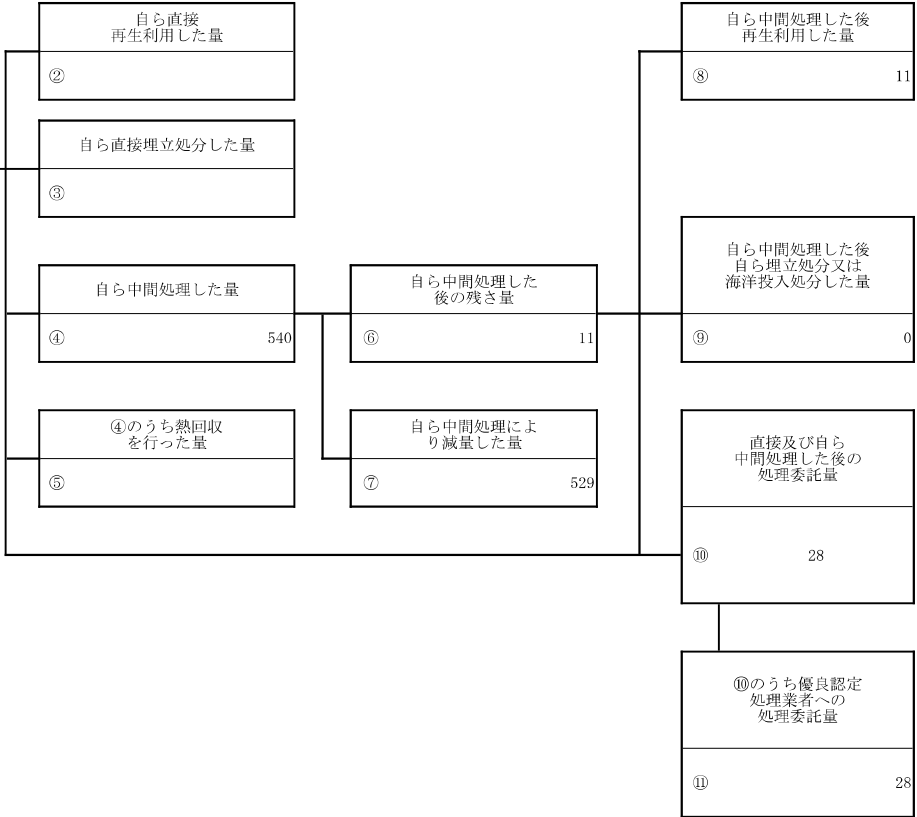 自ら直接
再生利用した量
②
自ら直接埋立処分した量
③
自ら中間処理した量
④ 540
④のうち熱回収
を行った量
⑤
自ら中間処理した
後の残さ量
⑥ 11
自ら中間処理によ
り減量した量
⑦ 529
自ら中間処理した後
再生利用した量
⑧ 11
自ら中間処理した後
自ら埋立処分又は
海洋投入処分した量
⑨ 0
直接及び自ら
中間処理した後の
処理委託量
⑩ 28
⑩のうち優良認定
処理業者への
処理委託量
⑪ 28